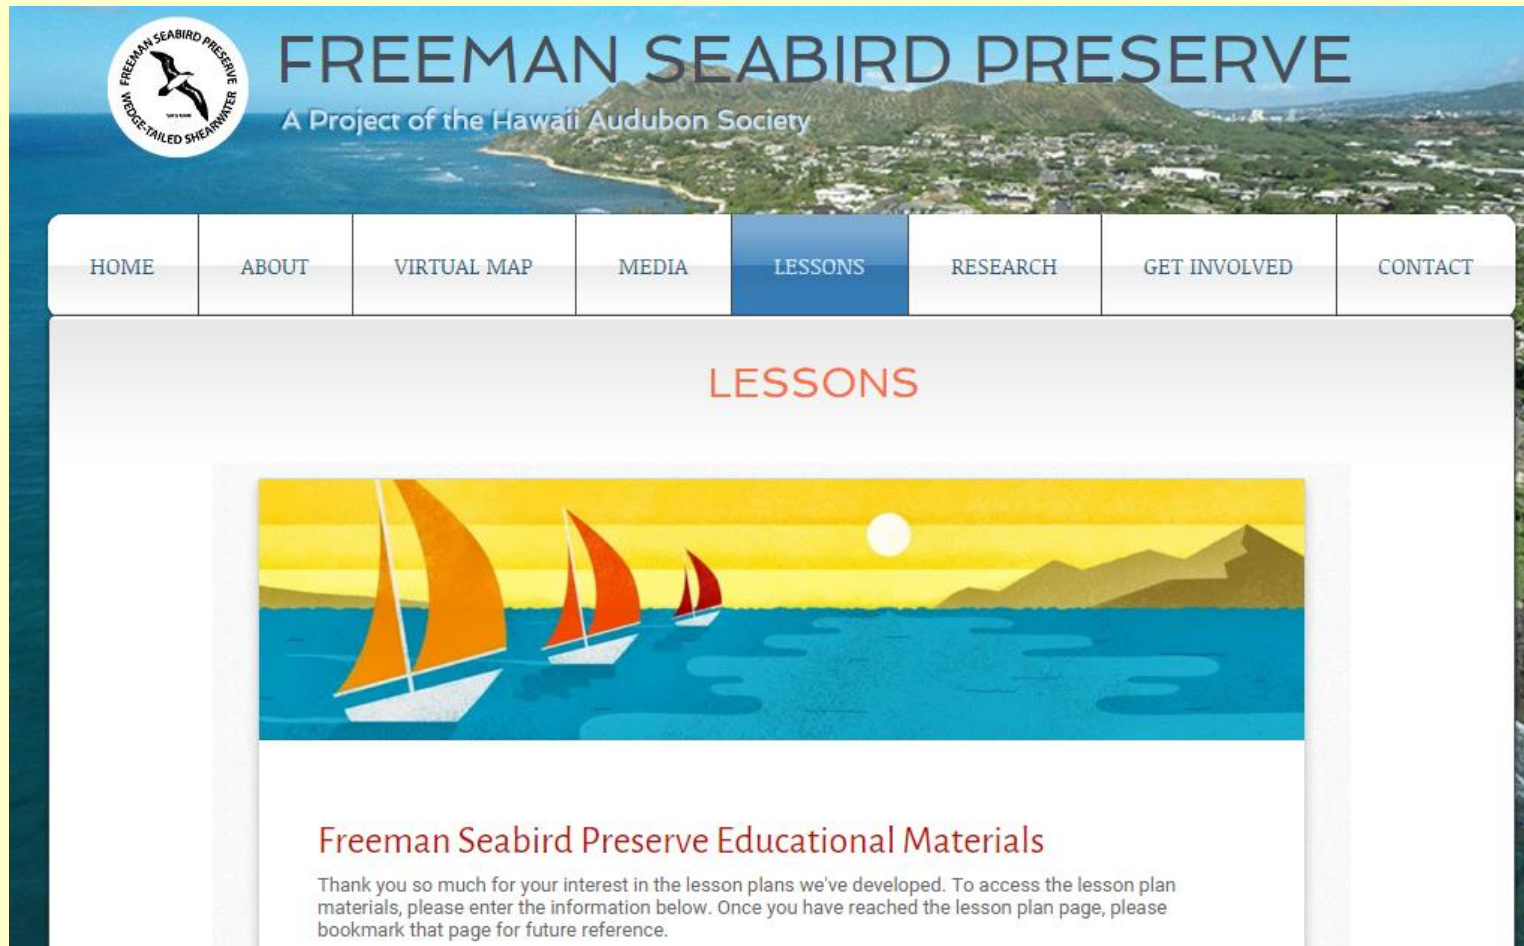 FREEMAN SEABIRD PRESERVE
WEDGE-TAILED SHEARWATER
FREEMAN SEABIRD PRESERVE
A Project of the Hawaii Audubon Society
HOME
ABOUT
VIRTUAL MAP
MEDIA
LESSONS
RESEARCH
GET INVOLVED
CONTACT
LESSONS
Freeman Seabird Preserve Educational Materials
Thank you so much for your interest in the lesson plans we've developed. To access the lesson plan
materials, please enter the information below. Once you have reached the lesson plan page, please
bookmark that page for future reference.